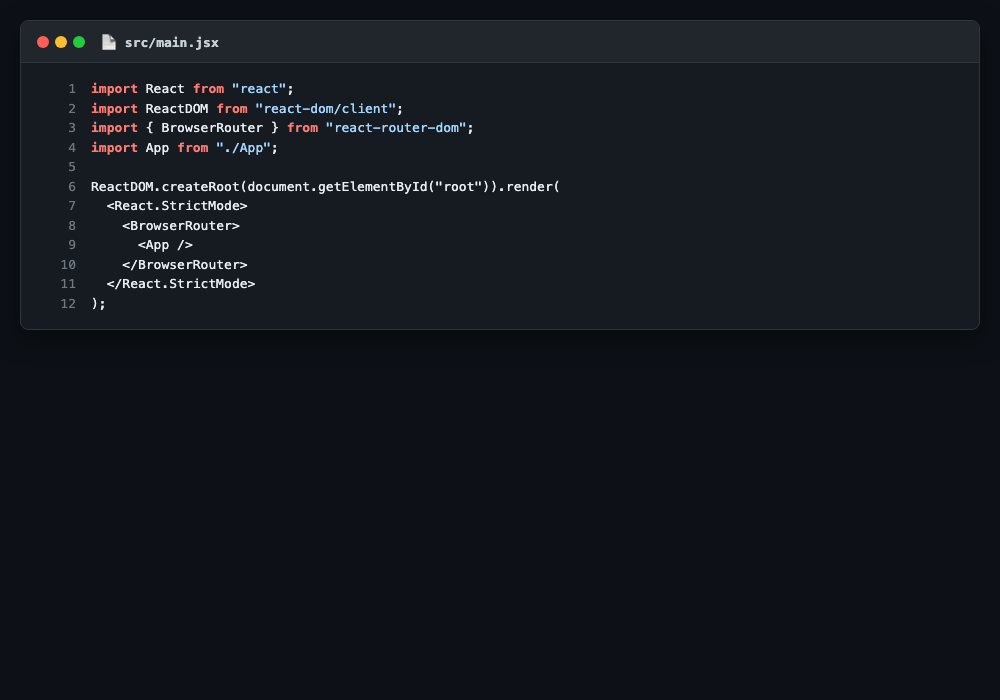 src/main.jsx
1 import React from "react";
2 import ReactDOM from "react-dom/client";
3 import { BrowserRouter } from "react-router-dom";
4 import App from "./App";
5
6 ReactDOM.createRoot(document.getElementById("root")).render(
7   <React.StrictMode>
8     <BrowserRouter>
9       <App />
10     </BrowserRouter>
11   </React.StrictMode>
12 );